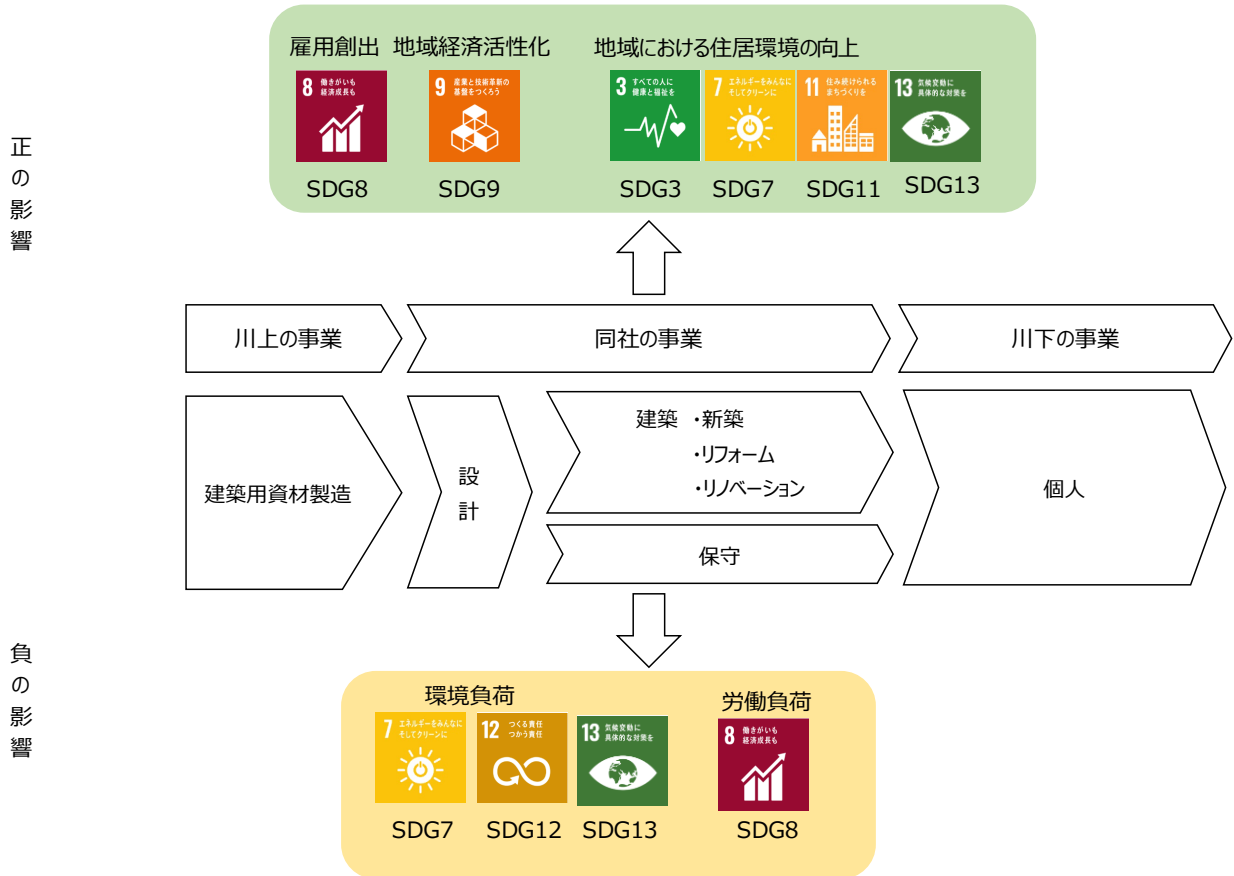 雇用創出 地域経済活性化 地域における住居環境の向上
8 働きがいも
経済成長も
9 産業と技術革新の
基盤をつくろう
3 すべての人に
健康と福祉を
7 エネルギーをみんなに
そしてクリーンに
11 住み続けられる
まちづくりを
13 気候変動に
具体的な対策を
SDG8 SDG9 SDG3 SDG7 SDG11 SDG13
正の影響
川上の事業 同社の事業 川下の事業
建築用資材製造
設計
建築 ・新築
・リフォーム
・リノベーション
保守
個人
負の影響
環境負荷 労働負荷
7 エネルギーをみんなに
そしてクリーンに
12 つくる責任
つかう責任
13 気候変動に
具体的な対策を
8 働きがいも
経済成長も
SDG7 SDG12 SDG13 SDG8